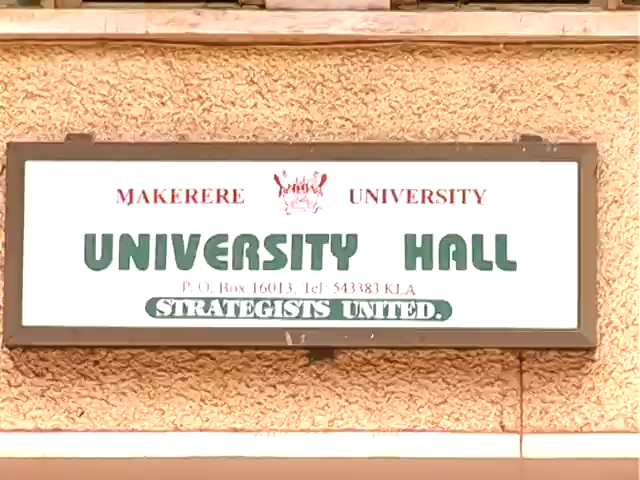 MAKERERE UNIVERSITY
UNIVERSITY HALL
P. O. Box 16013, Tel: 543383 KLA
STRATEGISTS UNITED.